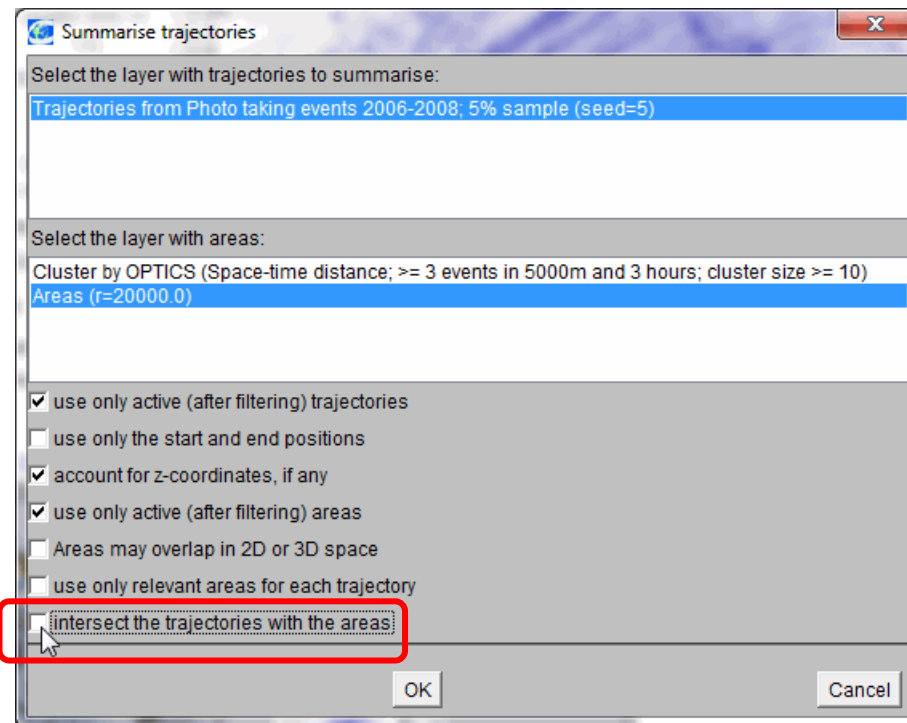 Summarise trajectories
Select the layer with trajectories to summarise:
Trajectories from Photo taking events 2006-2008; 5% sample (seed=5)
Select the layer with areas:
Cluster by OPTICS (Space-time distance; >= 3 events in 5000m and 3 hours; cluster size >= 10)
Areas (r=20000.0)
use only active (after filtering) trajectories
use only the start and end positions
account for z-coordinates, if any
use only active (after filtering) areas
Areas may overlap in 2D or 3D space
use only relevant areas for each trajectory
intersect the trajectories with the areas
OK Cancel